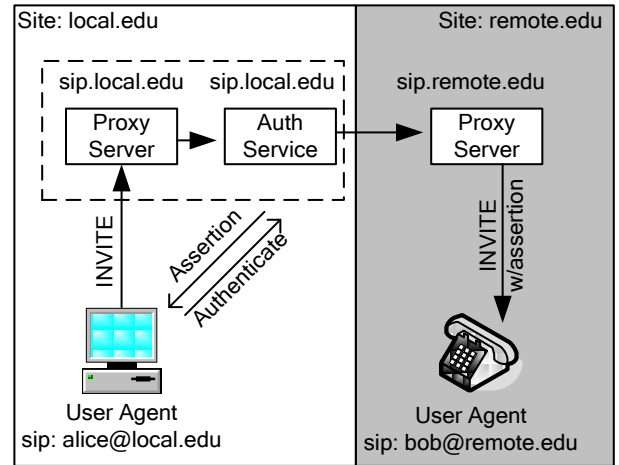 Site: local.edu
Site: remote.edu
sip.local.edu
sip.local.edu
sip.remote.edu
Proxy
Server
Auth
Service
Proxy
Server
INVITE
Assertion
Authenticate
INVITE
w/assertion
User Agent
sip: alice@local.edu
User Agent
sip: bob@remote.edu